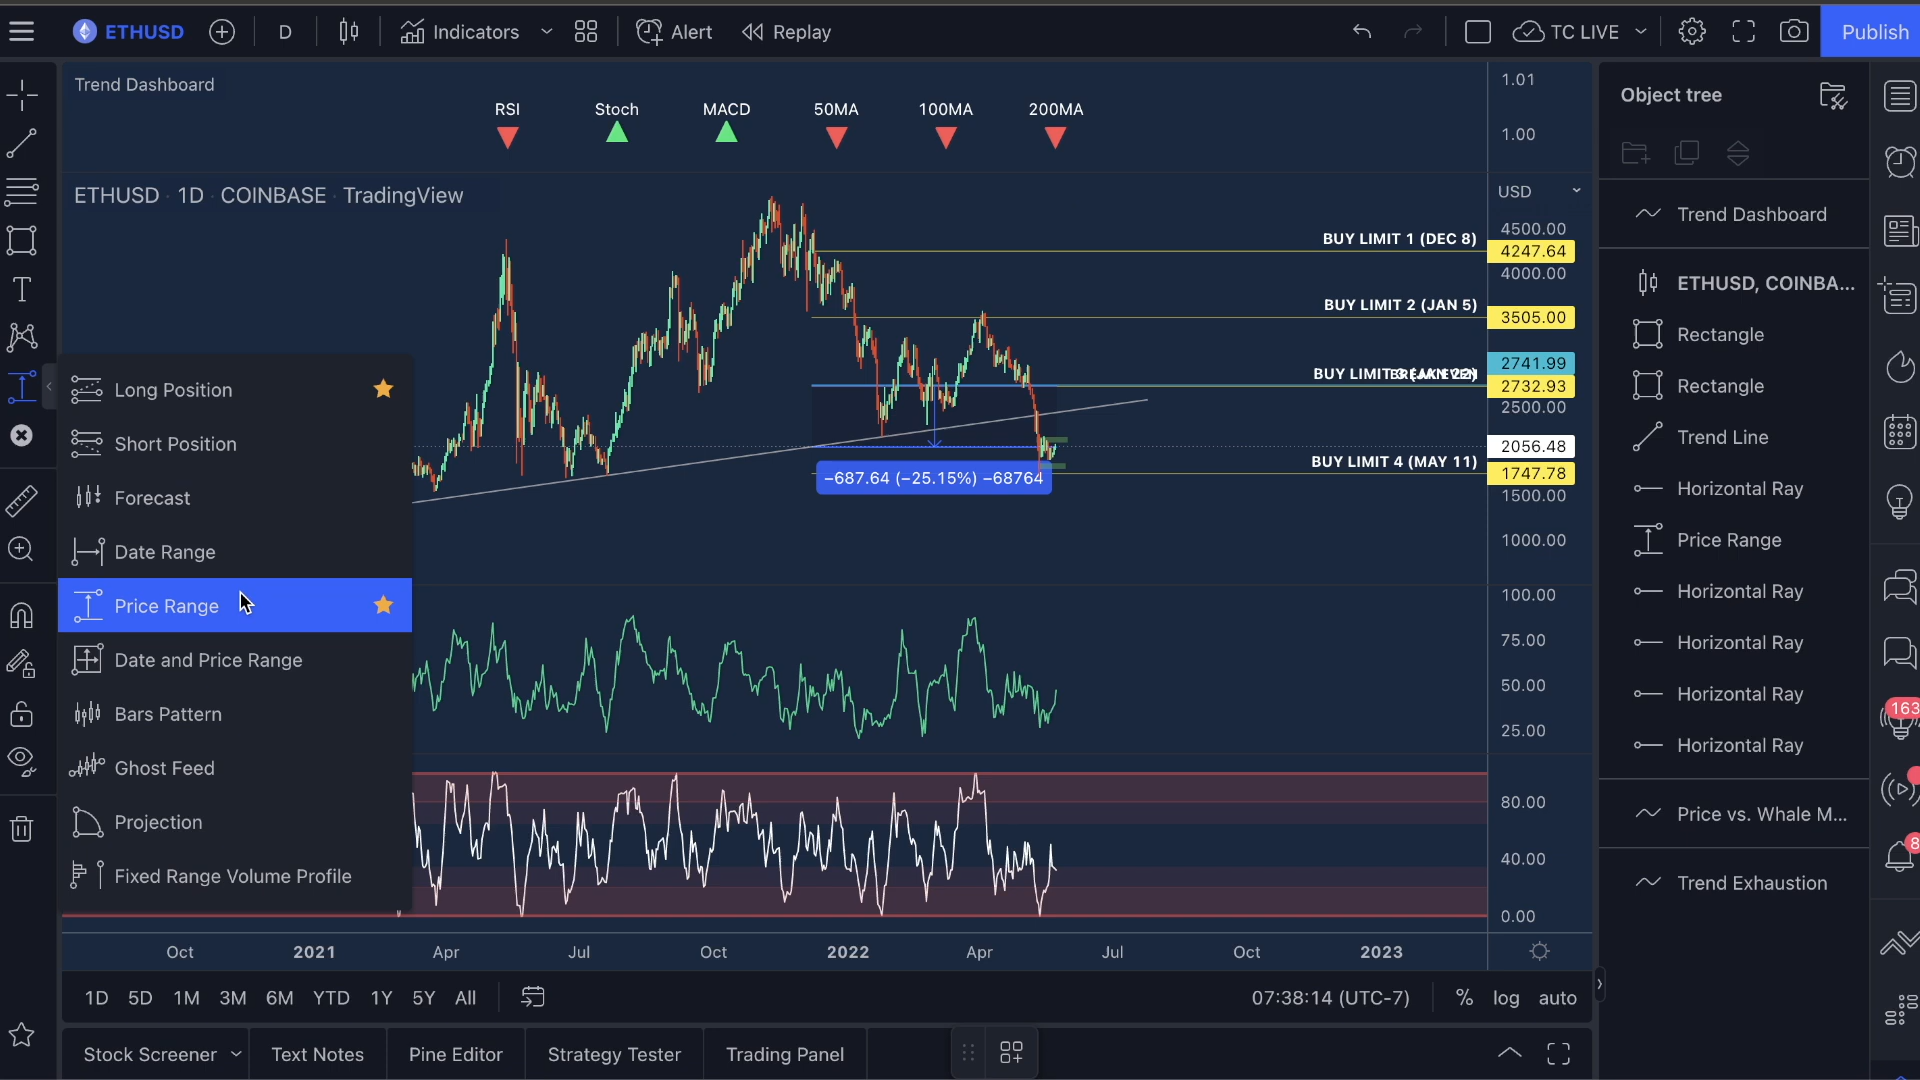 ETHUSD D Indicators Alert Replay TC LIVE Publish
Trend Dashboard
RSI Stoch MACD 50MA 100MA 200MA
1.01
1.00
ETHUSD 1D COINBASE TradingView
USD
BUY LIMIT 1 (DEC 8)
4500.00
4247.64
4000.00
BUY LIMIT 2 (JAN 5)
3505.00
BUY LIMIT
2741.99
2732.93
2500.00
2056.48
BUY LIMIT 4 (MAY 11)
1747.78
1500.00
1000.00
-687.64 (-25.15%) -68764
Long Position
Short Position
Forecast
Date Range
Price Range
Date and Price Range
Bars Pattern
Ghost Feed
Projection
Fixed Range Volume Profile
100.00
75.00
50.00
25.00
80.00
40.00
0.00
Oct 2021 Apr Jul Oct 2022 Apr Jul Oct 2023
1D 5D 1M 3M 6M YTD 1Y 5Y All
07:38:14 (UTC-7) % log auto
Stock Screener Text Notes Pine Editor Strategy Tester Trading Panel
Object tree
Trend Dashboard
ETHUSD, COINBA...
Rectangle
Rectangle
Trend Line
Horizontal Ray
Price Range
Horizontal Ray
Horizontal Ray
Horizontal Ray
Horizontal Ray
Price vs. Whale M...
Trend Exhaustion
163
8